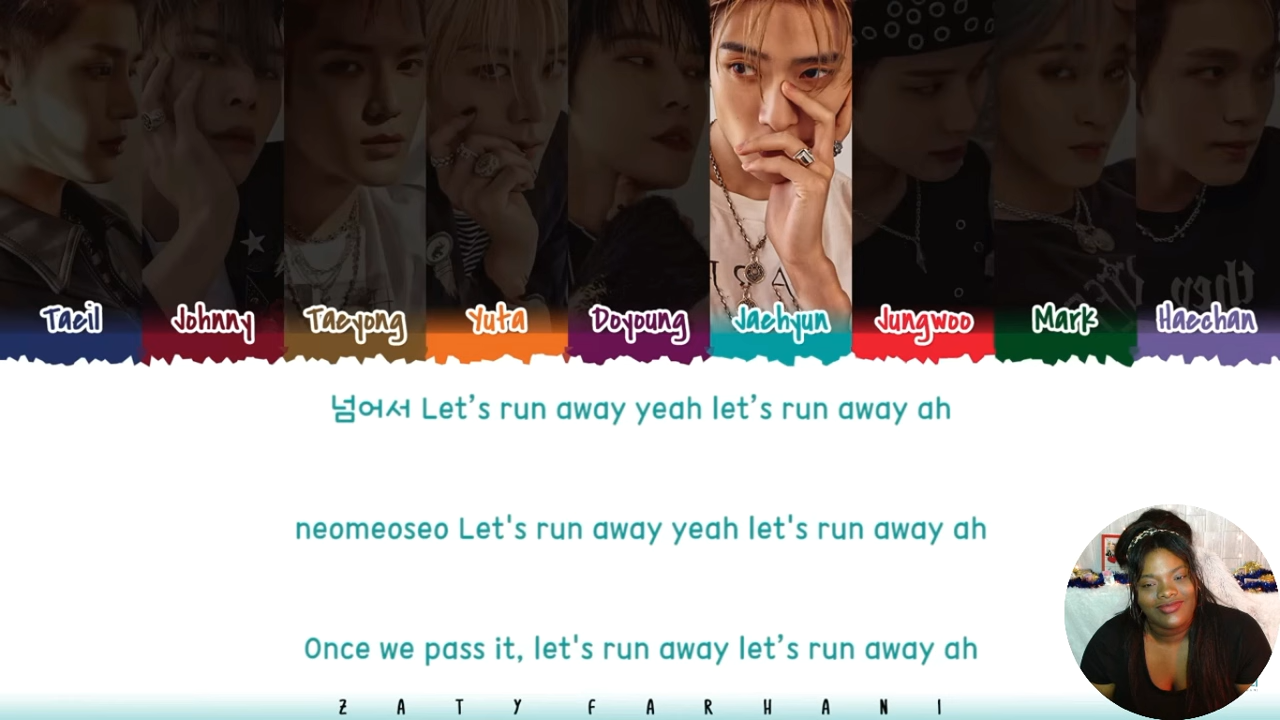 Taeil Johnny Taeyong Yuta Doyoung Jaehyun Jungwoo Mark Haechan
넘어서 Let’s run away yeah let’s run away ah
neomeoseo Let's run away yeah let's run away ah
Once we pass it, let's run away let’s run away ah
ZATY FARHANI